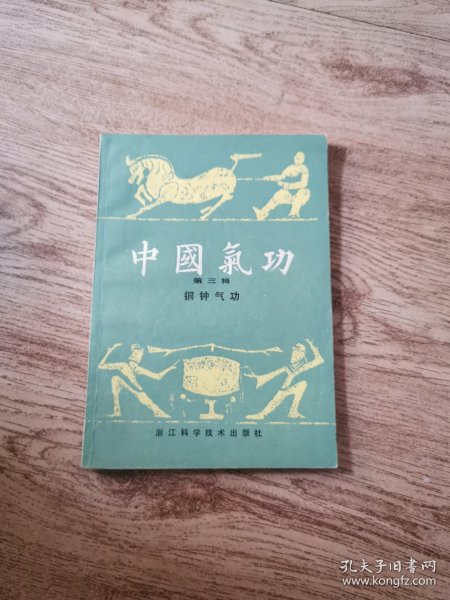 中國氣功
第三辑
铜钟气功
浙江科学技术出版社
孔夫子旧书网
www.kongfz.com